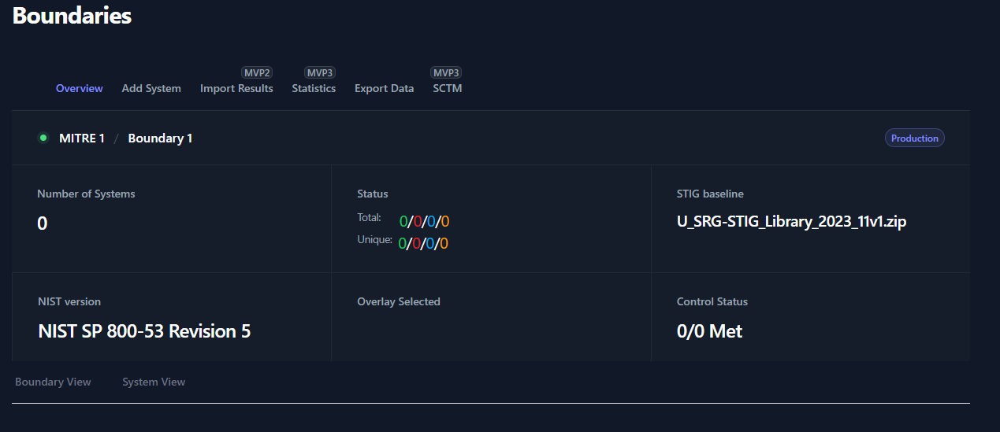 Boundaries
MVP2 MVP3 MVP3
Overview Add System Import Results Statistics Export Data SCTM
MITRE 1 / Boundary 1 Production
Number of Systems
0
Status
Total: 0/0/0/0
Unique: 0/0/0/0
STIG baseline
U_SRG-STIG_Library_2023_11v1.zip
NIST version
NIST SP 800-53 Revision 5
Overlay Selected
Control Status
0/0 Met
Boundary View System View